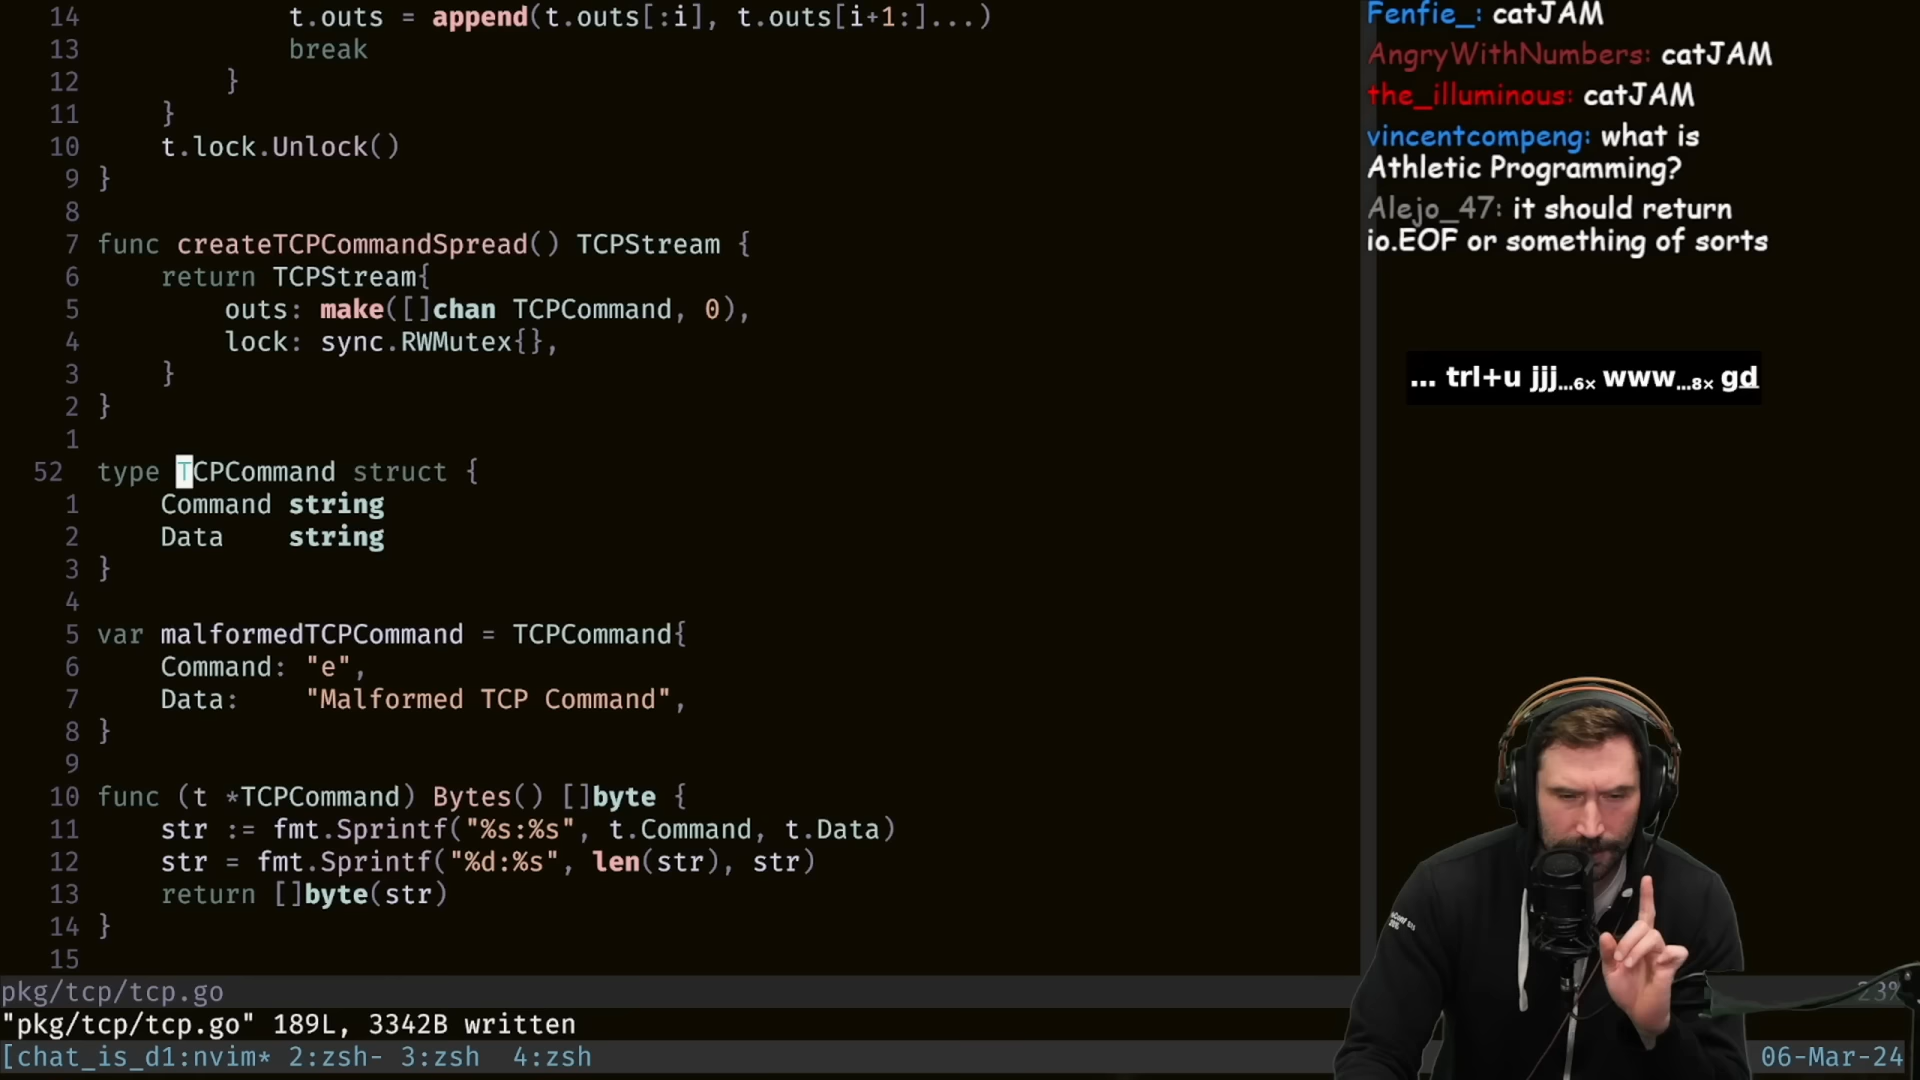 14 t.outs = append(t.outs[:i], t.outs[i+1:]...)
13 break
12 }
11 }
10 t.lock.Unlock()
9 }
8
7 func createTCPCommandSpread() TCPStream {
6 return TCPStream{
5 outs: make([]chan TCPCommand, 0),
4 lock: sync.RWMutex{},
3 }
2 }
1
52 type TCPCommand struct {
1 Command string
2 Data string
3 }
4
5 var malformedTCPCommand = TCPCommand{
6 Command: "e",
7 Data: "Malformed TCP Command",
8 }
9
10 func (t *TCPCommand) Bytes() []byte {
11 str := fmt.Sprintf("%s:%s", t.Command, t.Data)
12 str = fmt.Sprintf("%d:%s", len(str), str)
13 return []byte(str)
14 }
15
pkg/tcp/tcp.go 23%
"pkg/tcp/tcp.go" 189L, 3342B written
[chat_is_d1:nvim* 2:zsh- 3:zsh 4:zsh 06-Mar-24
Fenfie_: catJAM
AngryWithNumbers: catJAM
the_illuminous: catJAM
vincentcompeng: what is
Athletic Programming?
Alejo_47: it should return
io.EOF or something of sorts
... trl+u jjj...6× www...8× gd